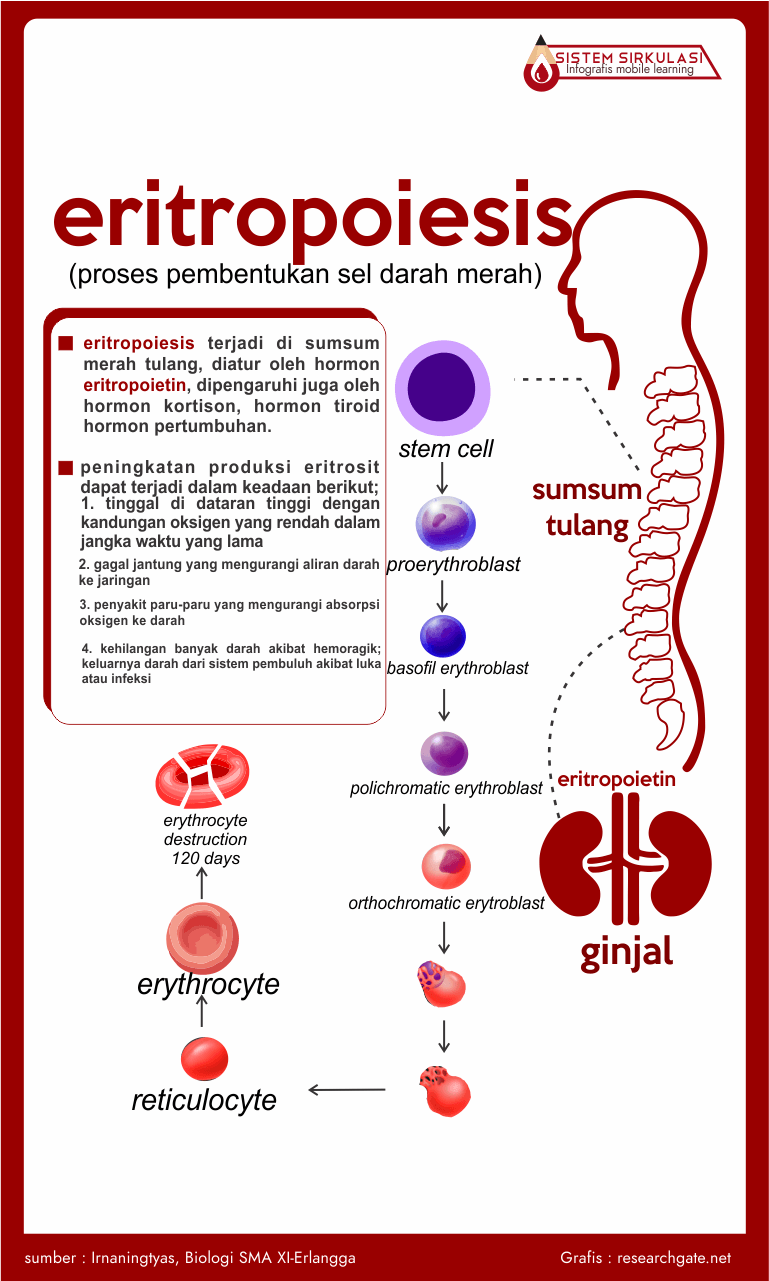 SISTEM SIRKULASI
Infografis mobile learning
eritropoiesis
(proses pembentukan sel darah merah)
eritropoiesis terjadi di sumsum
merah tulang, diatur oleh hormon
eritropoietin, dipengaruhi juga oleh
hormon kortison, hormon tiroid
hormon pertumbuhan.
peningkatan produksi eritrosit
dapat terjadi dalam keadaan berikut;
1. tinggal di dataran tinggi dengan
kandungan oksigen yang rendah dalam
jangka waktu yang lama
2. gagal jantung yang mengurangi aliran darah
ke jaringan
3. penyakit paru-paru yang mengurangi absorpsi
oksigen ke darah
4. kehilangan banyak darah akibat hemoragik;
keluarnya darah dari sistem pembuluh akibat luka
atau infeksi
stem cell
proerythroblast
basofil erythroblast
polichromatic erythroblast
orthochromatic erytroblast
sumsum
tulang
eritropoietin
ginjal
erythrocyte
destruction
120 days
erythrocyte
reticulocyte
sumber : Irnaningtyas, Biologi SMA XI-Erlangga
Grafis : researchgate.net